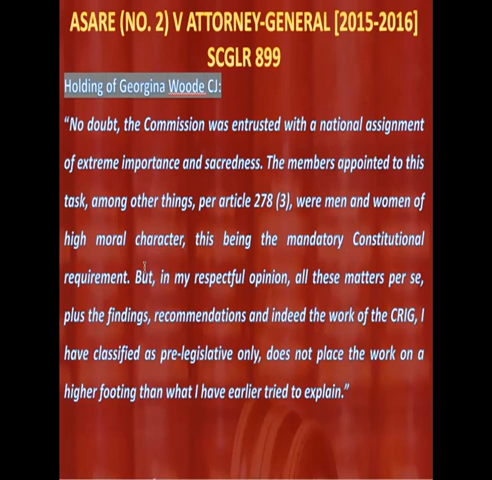 ASARE (NO. 2) V ATTORNEY-GENERAL [2015-2016]
SCGLR 899
Holding of Georgina Woode CJ:
“No doubt, the Commission was entrusted with a national assignment
of extreme importance and sacredness. The members appointed to this
task, among other things, per article 278 (3), were men and women of
high moral character, this being the mandatory Constitutional
requirement. But, in my respectful opinion, all these matters per se,
plus the findings, recommendations and indeed the work of the CRIG, I
have classified as pre-legislative only, does not place the work on a
higher footing than what I have earlier tried to explain.”